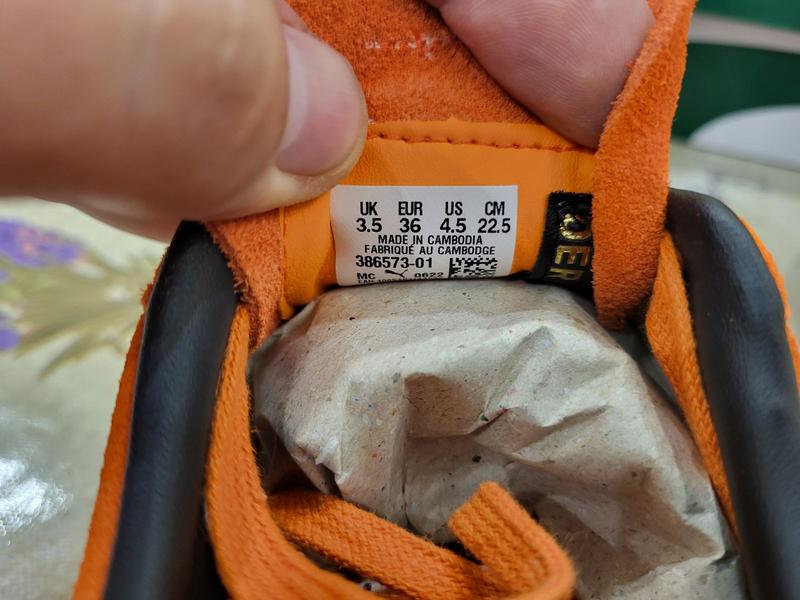 UK EUR US CM
3.5 36 4.5 22.5
MADE IN CAMBODIA
FABRIQUÉ AU CAMBODGE
386573-01
MC 0622
DER